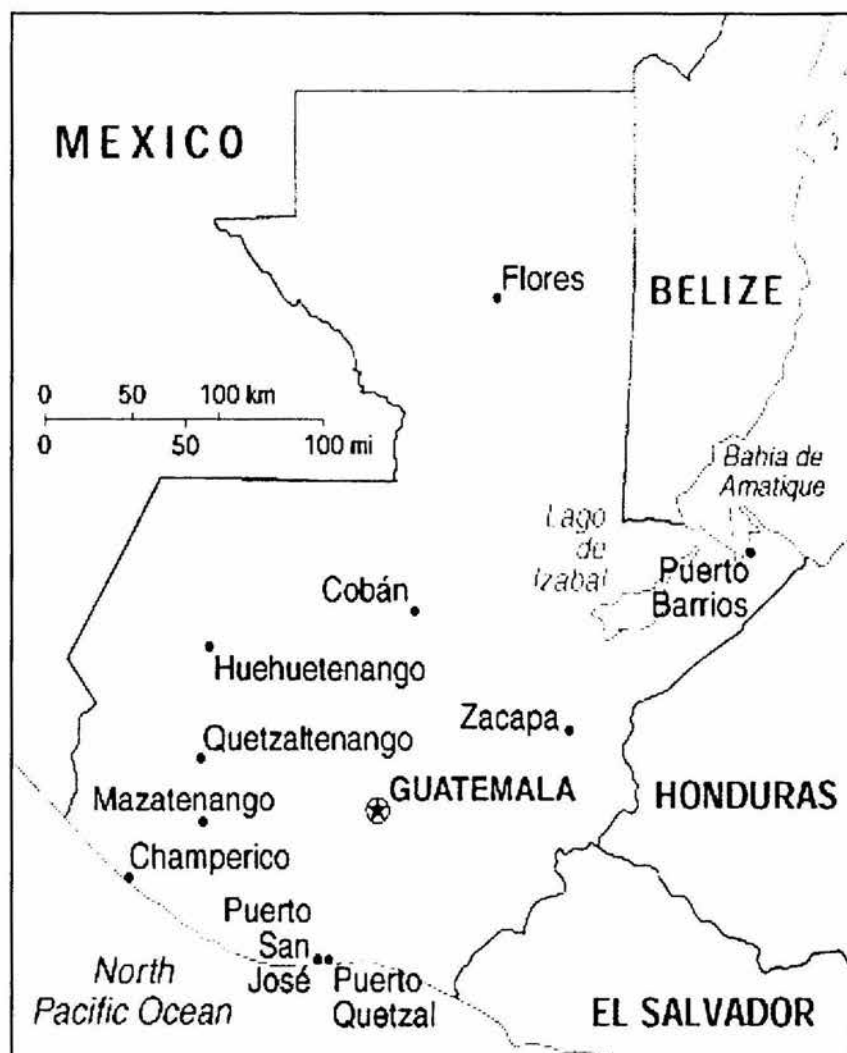 MEXICO
Flores
BELIZE
0 50 100 km
0 50 100 mi
Bahia de
Amatique
Lago
de
Izabal
Puerto
Barrios
Cobán
Huehuetenango
Zacapa
Quetzaltenango
GUATEMALA
HONDURAS
Mazatenango
Champerico
Puerto
San
José
Puerto
Quetzal
North
Pacific Ocean
EL SALVADOR